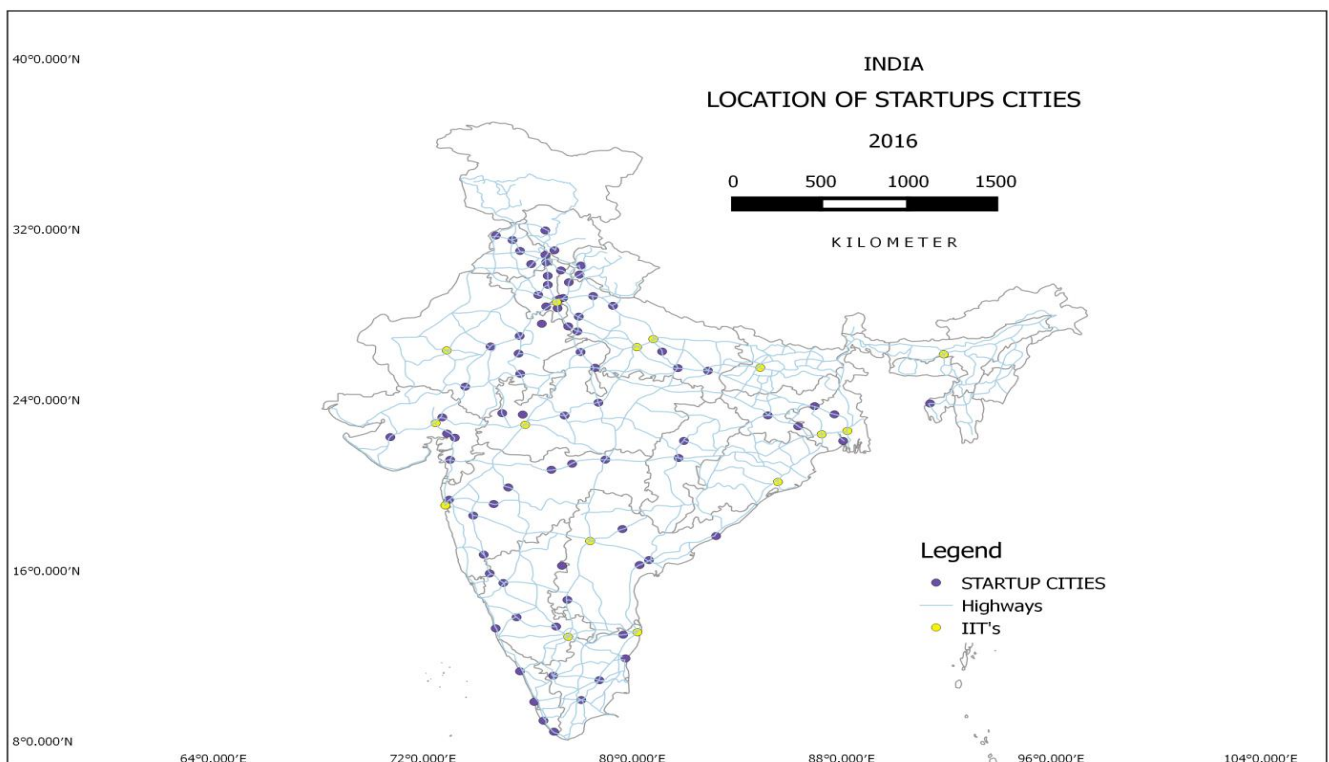 INDIA
LOCATION OF STARTUPS CITIES
2016
0 500 1000 1500
KILOMETER
40°0.000′N
32°0.000′N
24°0.000′N
16°0.000′N
8°0.000′N
Legend
STARTUP CITIES
Highways
IIT's
64°0.000′E 72°0.000′E 80°0.000′E 88°0.000′E 96°0.000′E 104°0.000′E